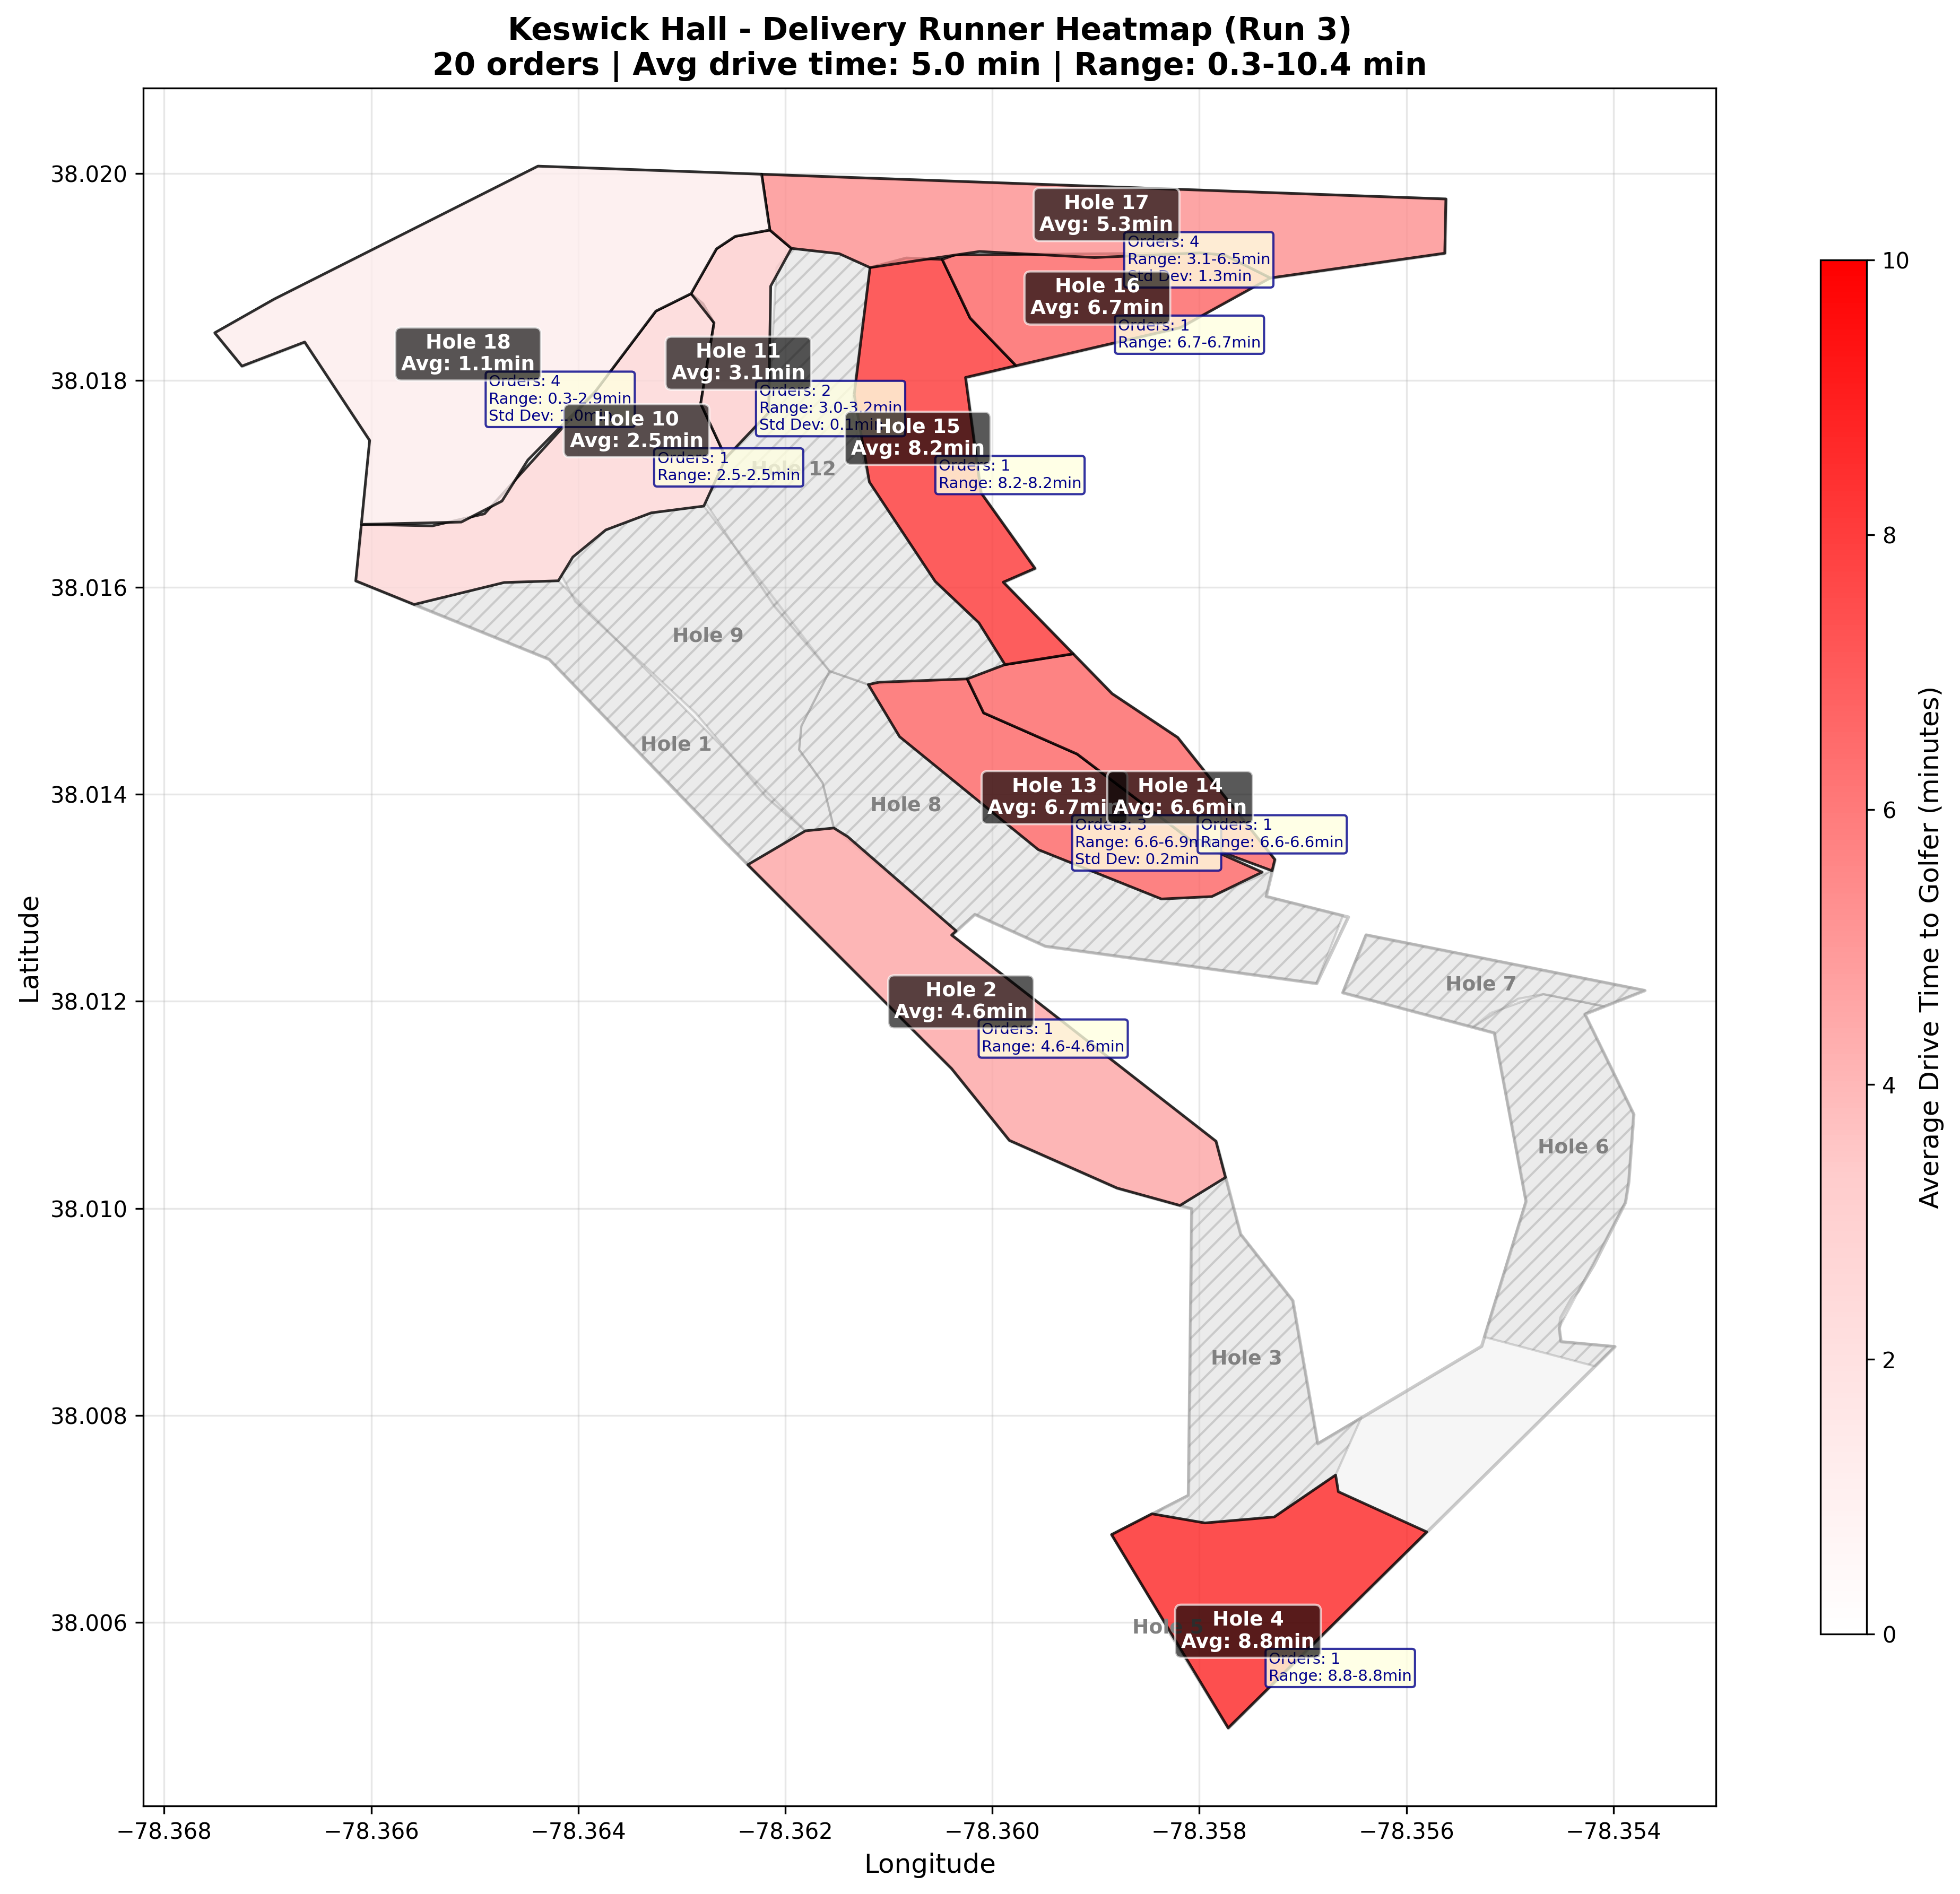 Keswick Hall - Delivery Runner Heatmap (Run 3)
20 orders | Avg drive time: 5.0 min | Range: 0.3-10.4 min
Hole 17
Avg: 5.3min
Orders: 4
Range: 3.1-6.5min
Std Dev: 1.3min
Hole 16
Avg: 6.7min
Orders: 1
Range: 6.7-6.7min
Hole 18
Avg: 1.1min
Orders: 4
Range: 0.3-2.9min
Std Dev: 1.0min
Hole 11
Avg: 3.1min
Orders: 2
Range: 3.0-3.2min
Std Dev: 0.1min
Hole 10
Avg: 2.5min
Orders: 1
Range: 2.5-2.5min
Hole 15
Avg: 8.2min
Orders: 1
Range: 8.2-8.2min
12
Hole 9
Hole 1
Hole 8
Hole 13
Avg: 6.7min
Orders: 3
Range: 6.6-6.9m
Std Dev: 0.2min
Hole 14
Avg: 6.6min
Orders: 1
Range: 6.6-6.6min
Hole 2
Avg: 4.6min
Orders: 1
Range: 4.6-4.6min
Hole 7
Hole 6
Hole 3
Hole 4
Avg: 8.8min
Orders: 1
Range: 8.8-8.8min
38.020
38.018
38.016
38.014
38.012
38.010
38.008
38.006
Latitude
−78.368
−78.366
−78.364
−78.362
−78.360
−78.358
−78.356
−78.354
Longitude
10
8
6
4
2
0
Average Drive Time to Golfer (minutes)